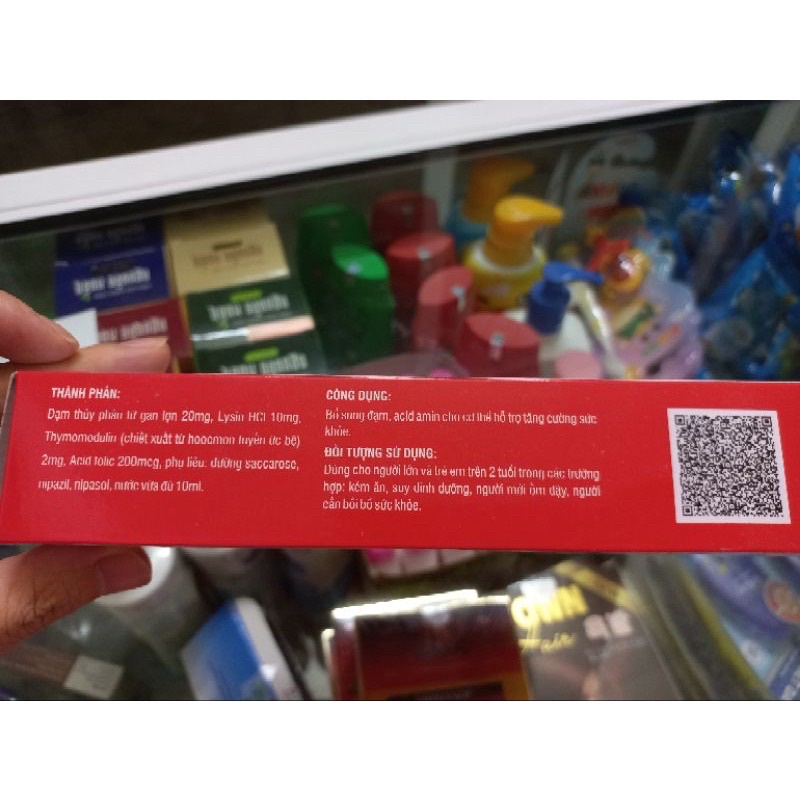 THÀNH PHẦN:
Đạm thủy phân từ gan lợn 20mg, Lysin HCl 10mg,
Thymomodulin (chiết xuất từ hoocmon tuyến ức bê)
2mg, Acid folic 200mcg, phụ liệu: đường saccarose,
nipazil, nipasol, nước vừa đủ 10ml.
CÔNG DỤNG:
Bổ sung đạm, acid amin cho cơ thể hỗ trợ tăng cường sức
khỏe.
ĐỐI TƯỢNG SỬ DỤNG:
Dùng cho người lớn và trẻ em trên 2 tuổi trong các trường
hợp: kém ăn, suy dinh dưỡng, người mới ốm dậy, người
cần bồi bổ sức khỏe.
OWN
air